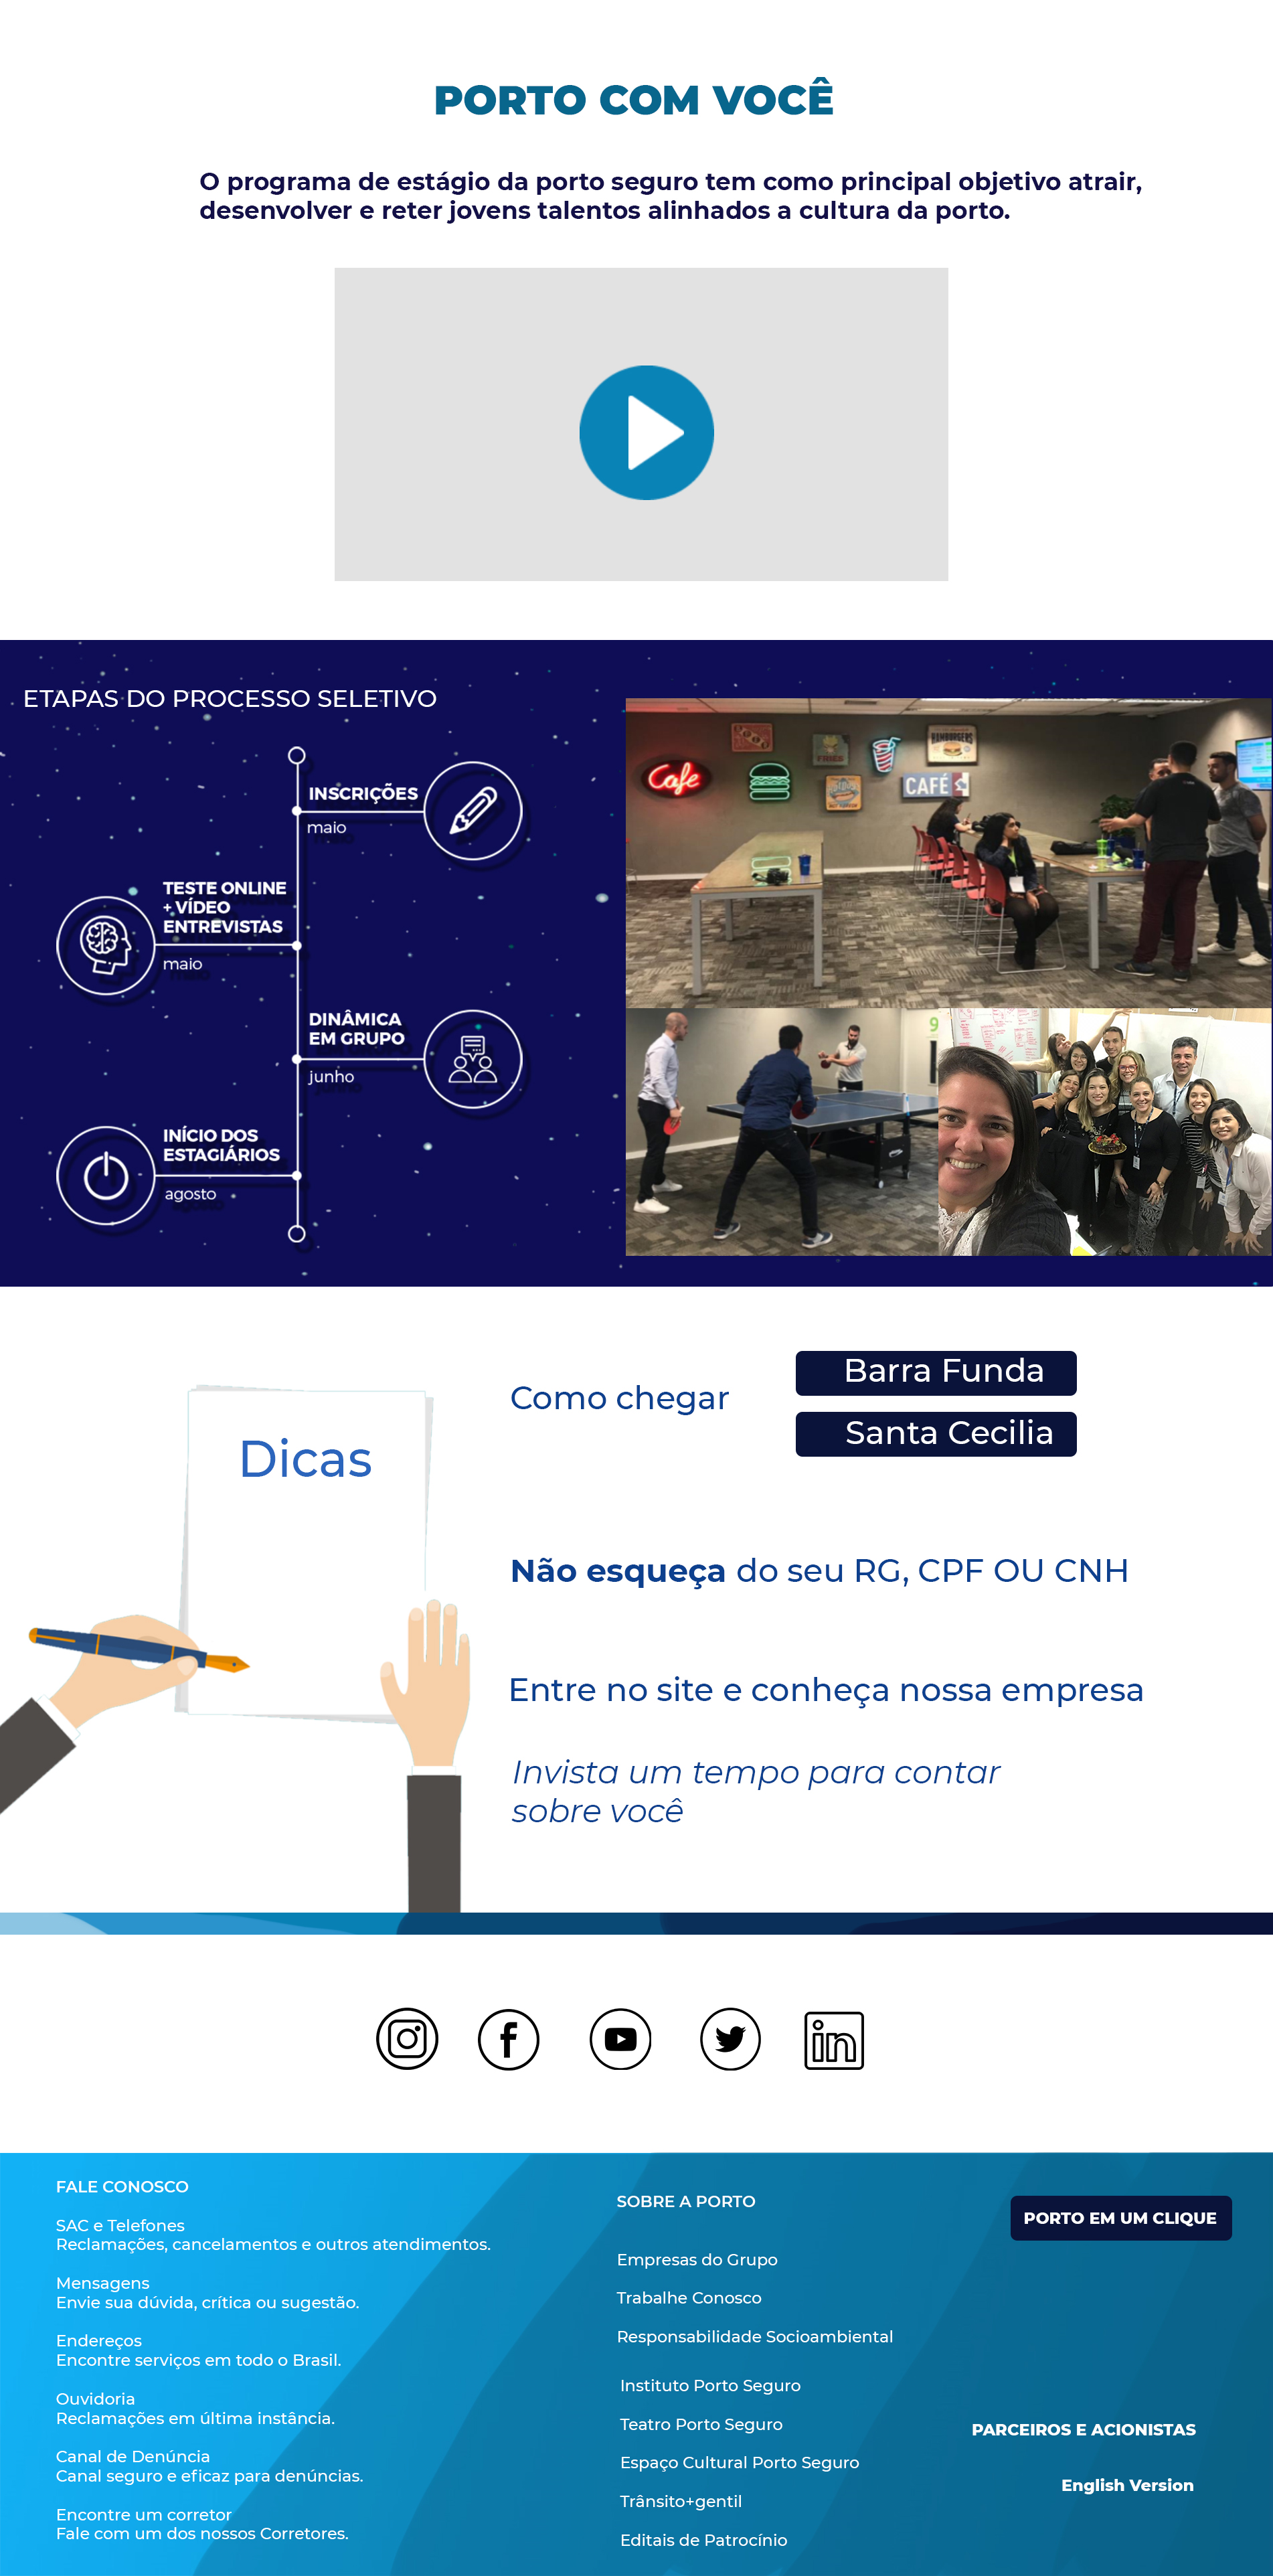 PORTO COM VOCÊ
O programa de estágio da porto seguro tem como principal objetivo atrair,
desenvolver e reter jovens talentos alinhados a cultura da porto.
ETAPAS DO PROCESSO SELETIVO
INSCRIÇÕES
maio
TESTE ONLINE
+ VÍDEO
ENTREVISTAS
maio
DINÂMICA
EM GRUPO
junho
INÍCIO DOS
ESTAGIÁRIOS
agosto
Cafe
HAMBURGERS
CAFÉ
9
Dicas
Como chegar
Barra Funda
Santa Cecilia
Não esqueça do seu RG, CPF OU CNH
Entre no site e conheça nossa empresa
Invista um tempo para contar
sobre você
FALE CONOSCO
SAC e Telefones
Reclamações, cancelamentos e outros atendimentos.
Mensagens
Envie sua dúvida, crítica ou sugestão.
Endereços
Encontre serviços em todo o Brasil.
Ouvidoria
Reclamações em última instância.
Canal de Denúncia
Canal seguro e eficaz para denúncias.
Encontre um corretor
Fale com um dos nossos Corretores.
SOBRE A PORTO
Empresas do Grupo
Trabalhe Conosco
Responsabilidade Socioambiental
Instituto Porto Seguro
Teatro Porto Seguro
Espaço Cultural Porto Seguro
Trânsito+gentil
Editais de Patrocínio
PORTO EM UM CLIQUE
PARCEIROS E ACIONISTAS
English Version